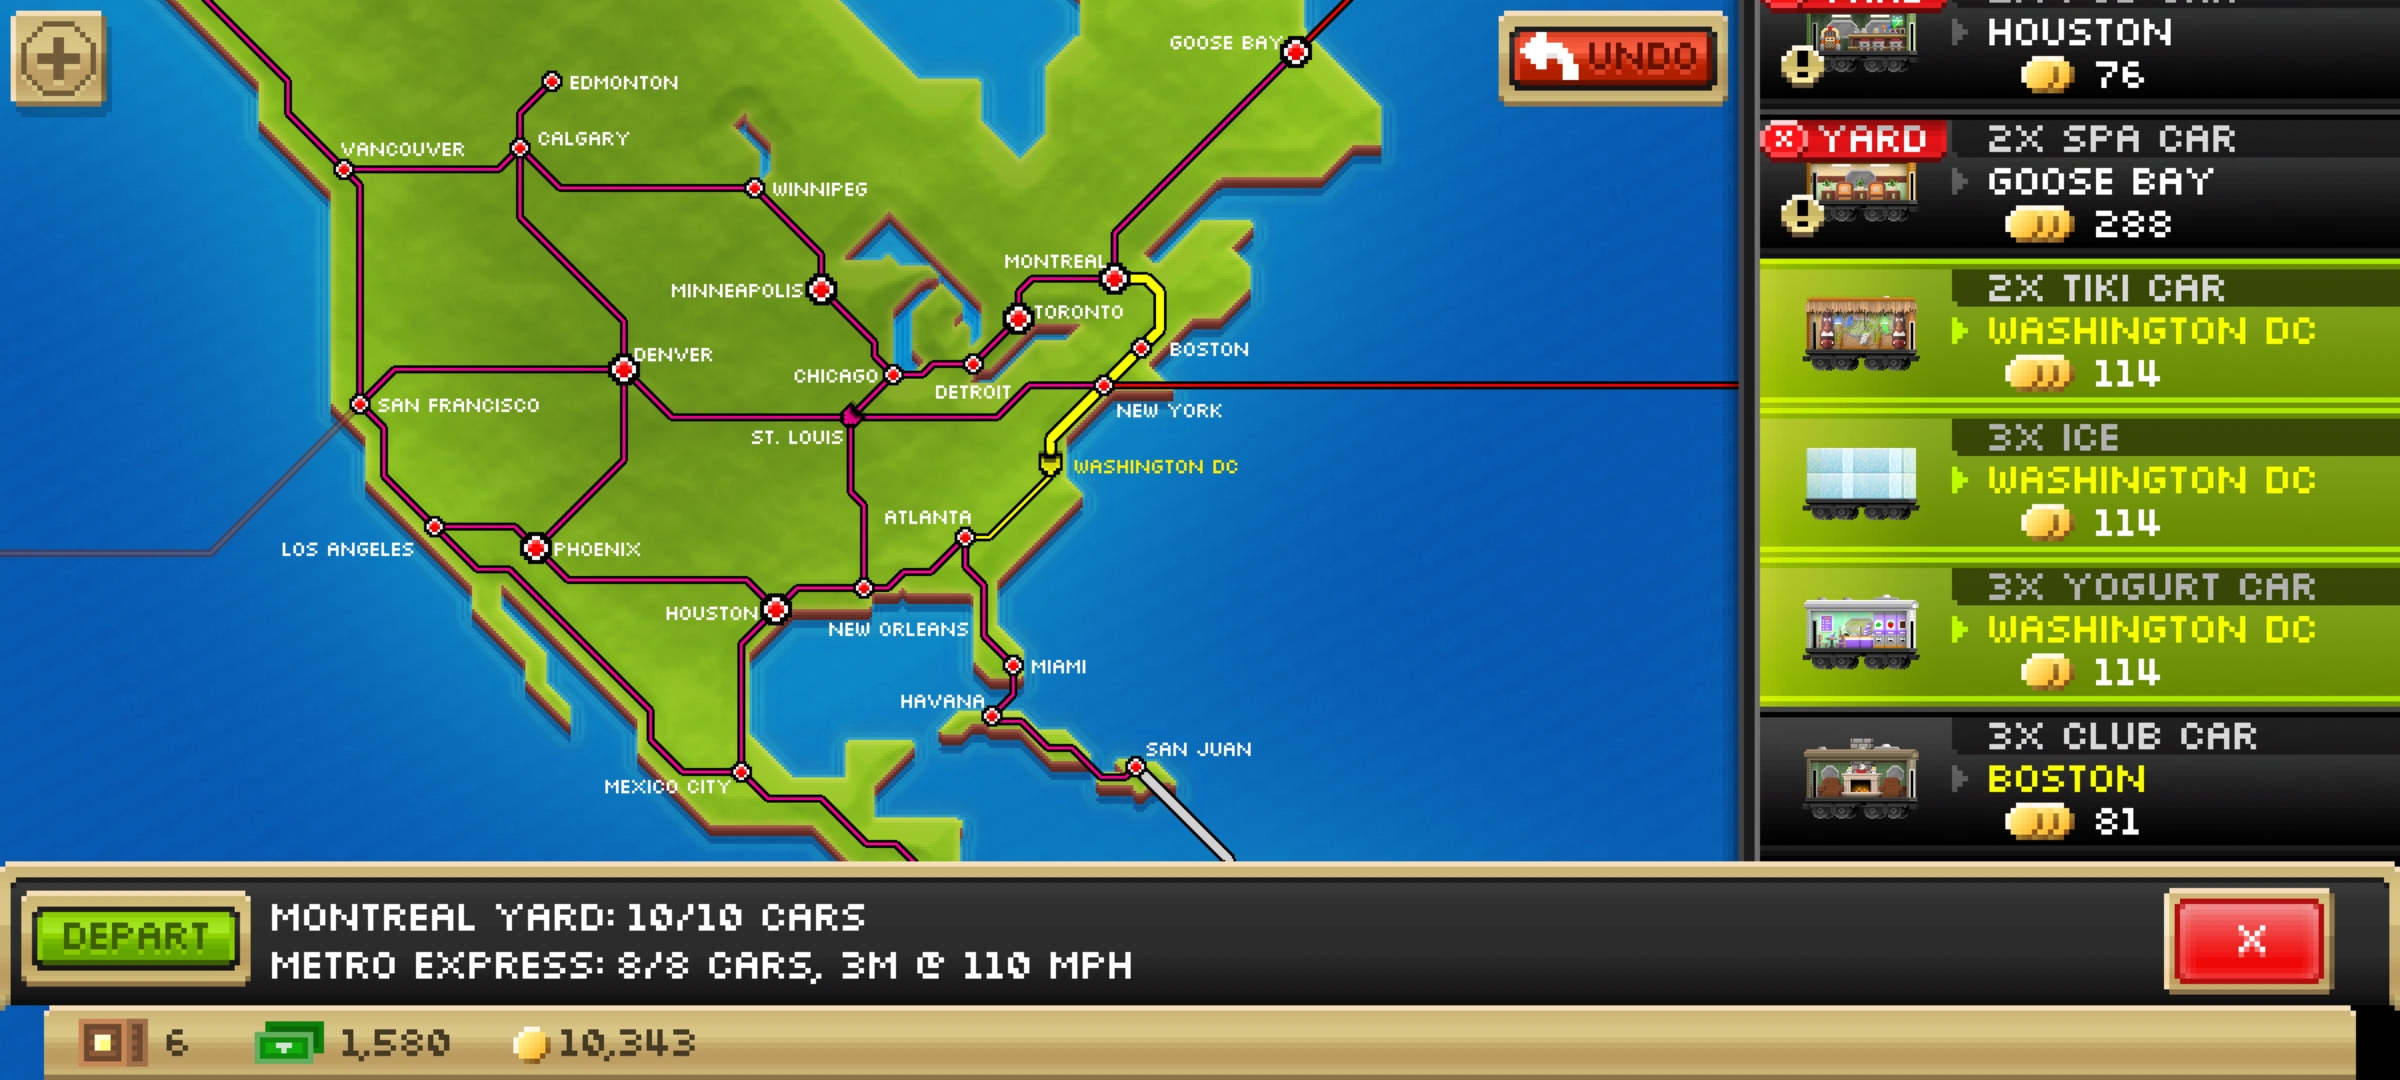 GOOSE BAY
UNDO
EDMONTON
CALGARY
VANCOUVER
WINNIPEG
MONTREAL
MINNEAPOLIS
TORONTO
DENVER
BOSTON
CHICAGO
DETROIT
SAN FRANCISCO
NEW YORK
ST. LOUIS
WASHINGTON DC
ATLANTA
LOS ANGELES
PHOENIX
HOUSTON
NEW ORLEANS
MIAMI
HAVANA
SAN JUAN
MEXICO CITY
HOUSTON
76
X YARD
2X SPA CAR
GOOSE BAY
288
2X TIKI CAR
WASHINGTON DC
114
3X ICE
WASHINGTON DC
114
3X YOGURT CAR
WASHINGTON DC
114
3X CLUB CAR
BOSTON
81
DEPART
MONTREAL YARD: 10/10 CARS
METRO EXPRESS: 8/8 CARS, 3M @ 110 MPH
X
6
1,580
10,343